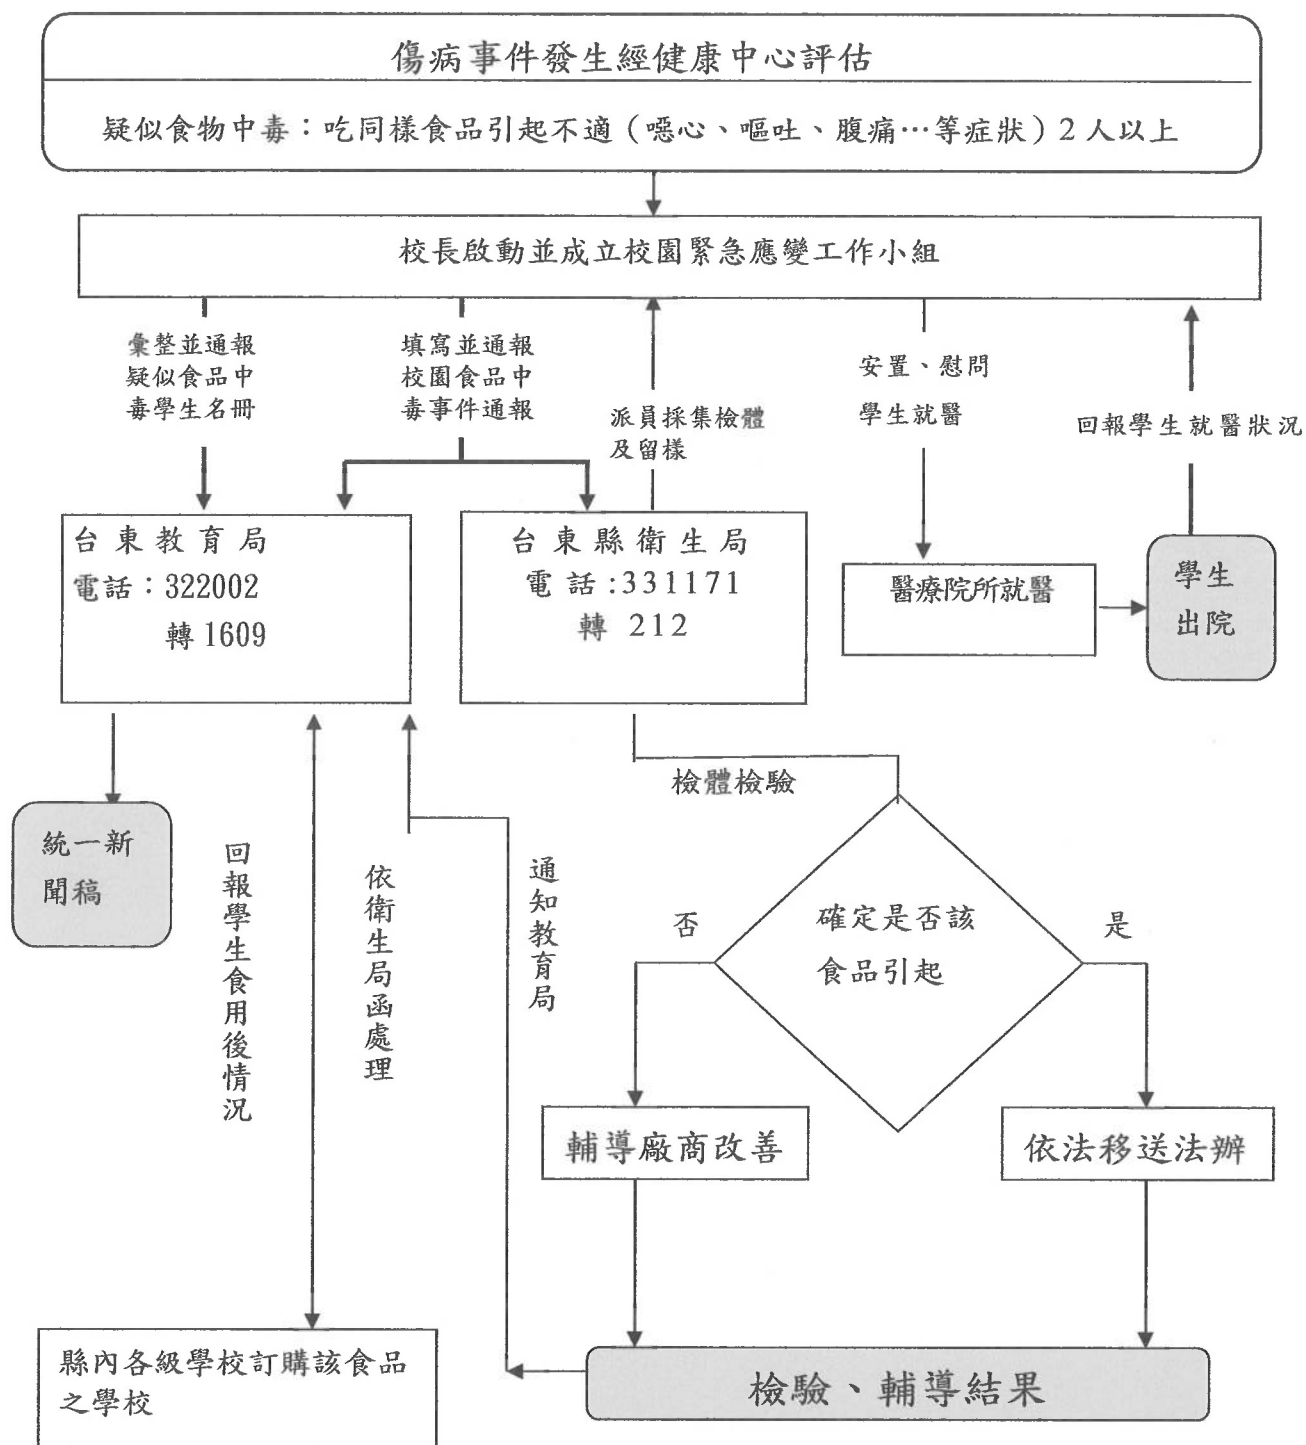 傷病事件發生經健康中心評估
疑似食物中毒：吃同樣食品引起不適（噁心、嘔吐、腹痛…等症狀）2人以上
校長啟動並成立校園緊急應變工作小組
彙整並通報
疑似食品中
毒學生名冊
填寫並通報
校園食品中
毒事件通報
派員採集檢體
及留樣
安置、慰問
學生就醫
回報學生就醫狀況
台東教育局
電話：322002
轉1609
台東縣衛生局
電話:331171
轉 212
醫療院所就醫
學生
出院
統一新
聞稿
回報學生食用後情況
依衛生局函處理
通知教育局
檢體檢驗
確定是否該
食品引起
否
是
輔導廠商改善
依法移送法辦
縣內各級學校訂購該食品
之學校
檢驗、輔導結果